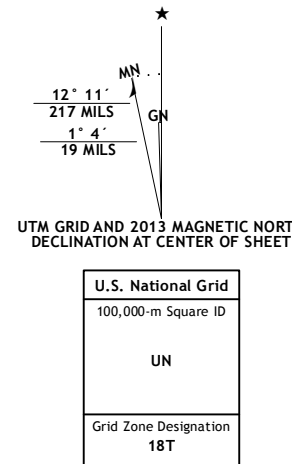 ★
MN
12° 11´
217 MILS
GN
1° 4´
19 MILS
UTM GRID AND 2013 MAGNETIC NORT
DECLINATION AT CENTER OF SHEET
U.S. National Grid
100,000-m Square ID
UN
Grid Zone Designation
18T